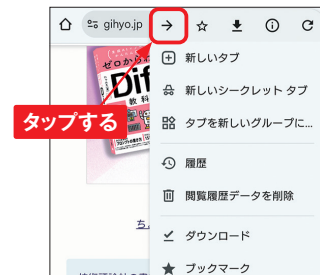 gihyo.jp
ゼロから
Dif
教科
新しいタブ
新しいシークレット タブ
タブを新しいグループに...
タップする
履歴
閲覧履歴データを削除
ち
ダウンロード
ブックマーク